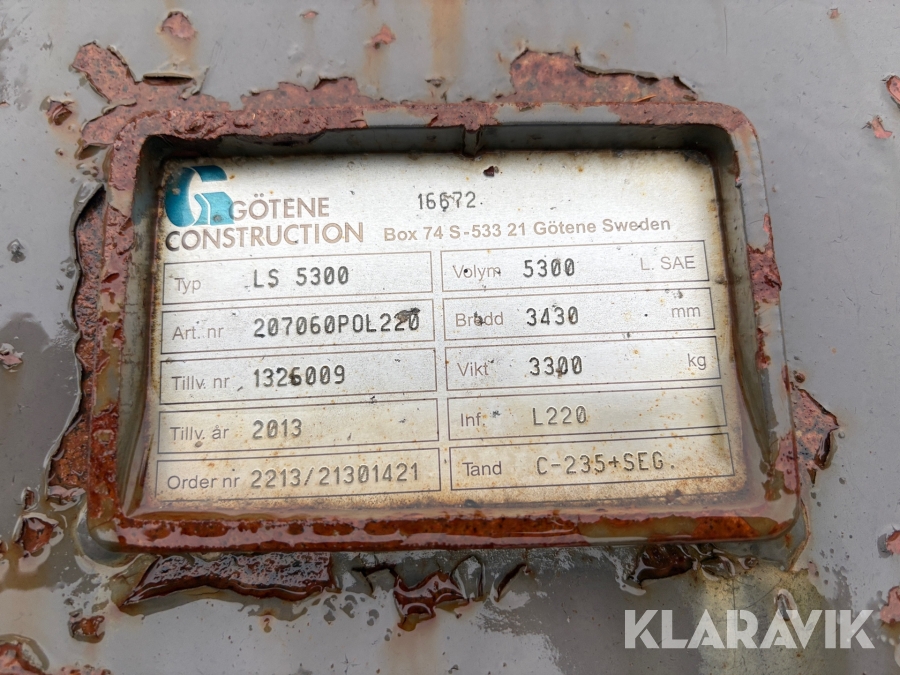 16672
GÖTENE
CONSTRUCTION
Box 74 S-533 21 Götene Sweden
Typ LS 5300
Volym 5300 L. SAE
Art. nr 207060POL220
Bredd 3430 mm
Tillv. nr 1326009
Vikt 3300 kg
Tillv. år 2013
Inf. L220
Order nr 2213/21301421
Tand C-235+SEG.
KLARAVIK